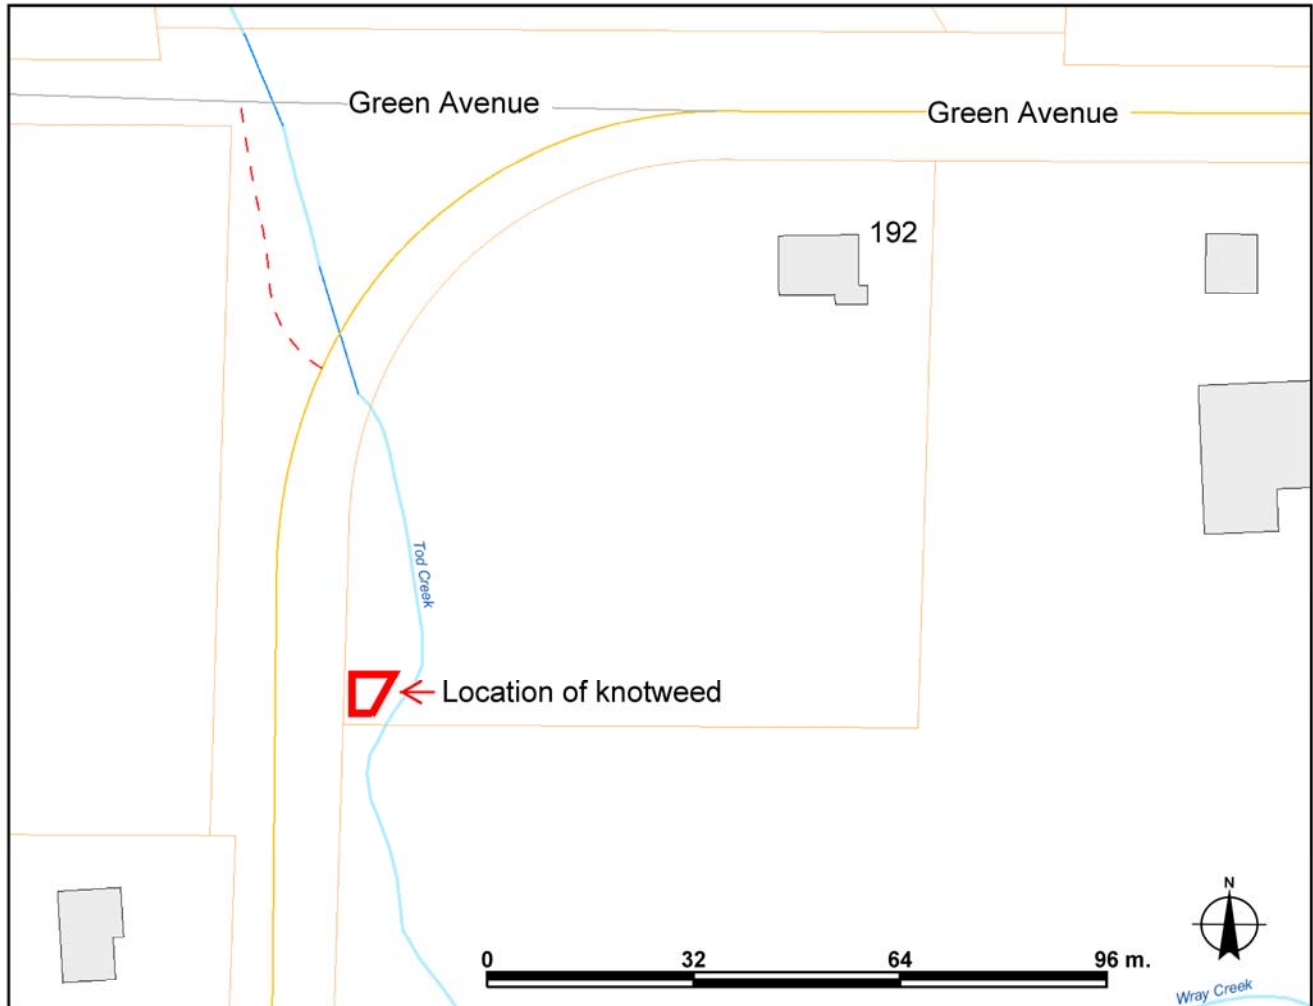 Green Avenue
Green Avenue
192
Tod Creek
Location of knotweed
N
0 32 64 96 m.
Wray Creek